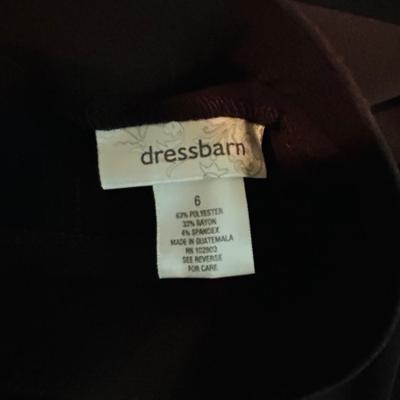 dressbarn
6
63% POLYESTER
33% RAYON
4% SPANDEX
MADE IN GUATEMALA
RN 102903
SEE REVERSE
FOR CARE